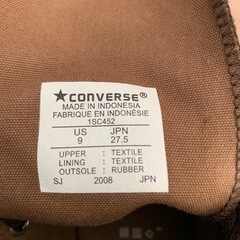 ★CONVERSE®
MADE IN INDONESIA
FABRIQUE EN INDONÉSIE
1SC452
US JPN
9 27.5
UPPER : TEXTILE
LINING : TEXTILE
OUTSOLE : RUBBER
SJ 2008 JPN